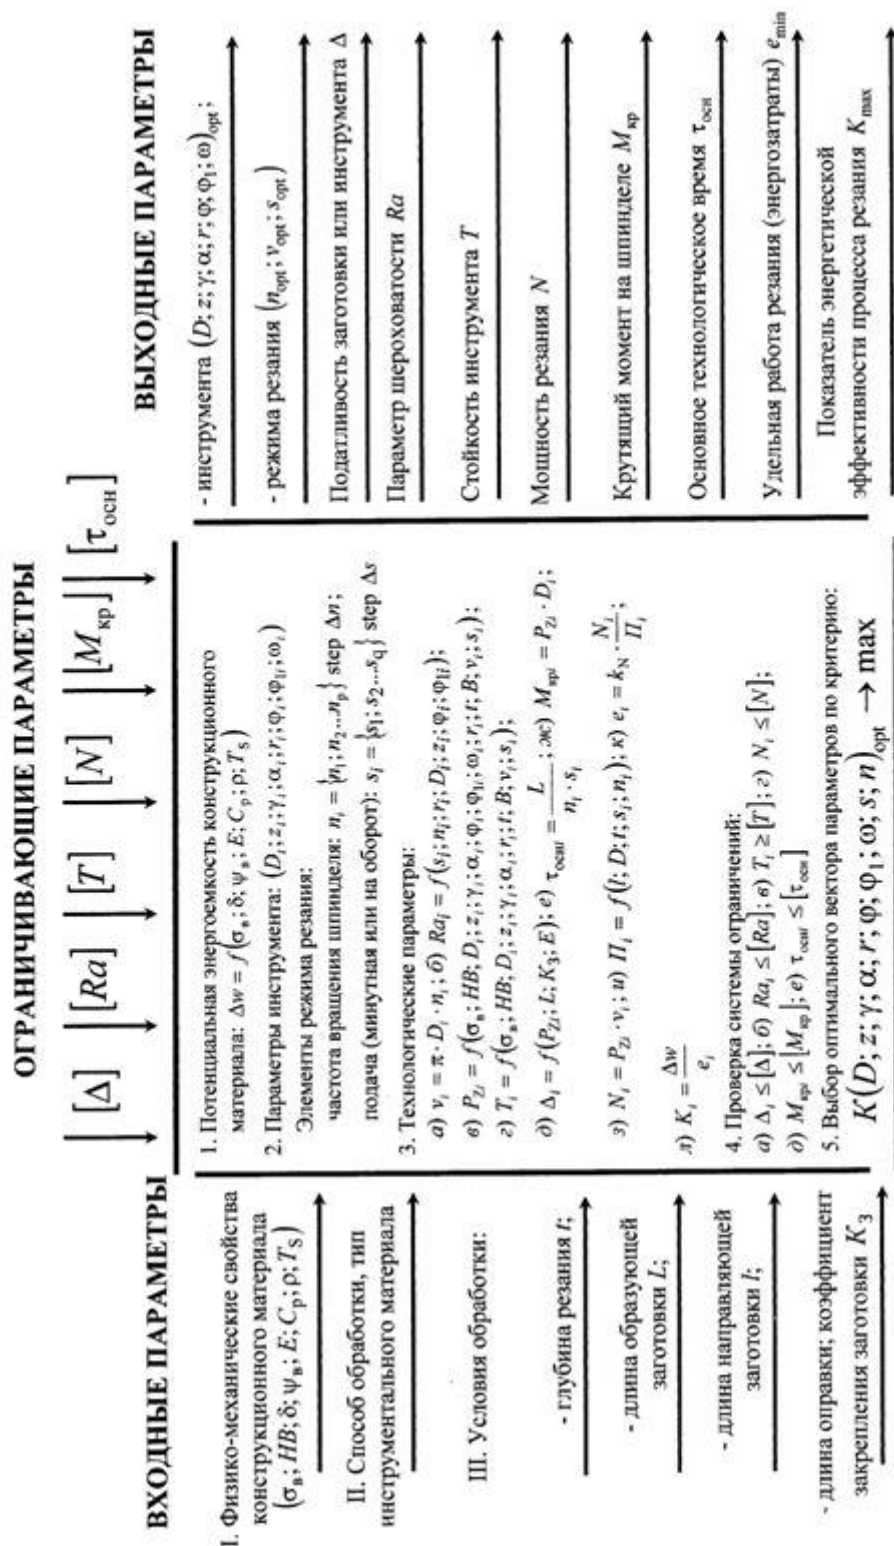 ОГРАНИЧИВАЮЩИЕ ПАРАМЕТРЫ
[Δ] [Ra] [T] [N] [Mкр] [τосн]
ВХОДНЫЕ ПАРАМЕТРЫ
I. Физико-механические свойства
конструкционного материала
(σв; HB; δ; ψв; E; Cp; ρ; TS)
II. Способ обработки, тип
инструментального материала
III. Условия обработки:
- глубина резания t;
- длина образующей
заготовки L;
- длина направляющей
заготовки l;
- длина оправки; коэффициент
закрепления заготовки K3
1. Потенциальная энергоемкость конструкционного
материала: Δw = f(σв; δ; ψв; E; Cp; ρ; TS)
2. Параметры инструмента: (Di; zi; γi; αi; ri; φi; φ1i; ωi)
Элементы режима резания:
частота вращения шпинделя: ni = {n1; n2...np} step Δn;
подача (минутная или на оборот): si = {s1; s2...sq} step Δs
3. Технологические параметры:
а) vi = π · Di · ni; б) Rai = f(si; ni; ri; Di; zi; φi; φ1i);
в) PZi = f(σв; HB; Di; zi; γi; αi; φi; φ1i; ωi; ri; t; B; vi; si);
г) Ti = f(σв; HB; Di; zi; γi; αi; ri; t; B; vi; si);
д) Δi = f(PZi; L; K3; E); е) τоснi = L / (ni · si); ж) Mкрi = PZi · Di;
з) Ni = PZi · vi; и) Пi = f(l; D; t; si; ni); к) ei = kN · Ni / Пi;
л) Ki = Δw / ei
4. Проверка системы ограничений:
а) Δi ≤ [Δ]; б) Rai ≤ [Ra]; в) Ti ≥ [T]; г) Ni ≤ [N];
д) Mкрi ≤ [Mкр]; е) τоснi ≤ [τосн]
5. Выбор оптимального вектора параметров по критерию:
K(D; z; γ; α; r; φ; φ1; ω; s; n)opt → max
ВЫХОДНЫЕ ПАРАМЕТРЫ
- инструмента (D; z; γ; α; r; φ; φ1; ω)opt;
- режима резания (nopt; vopt; sopt)
Податливость заготовки или инструмента Δ
Параметр шероховатости Ra
Стойкость инструмента T
Мощность резания N
Крутящий момент на шпинделе Mкр
Основное технологическое время τосн
Удельная работа резания (энергозатраты) emin
Показатель энергетической
эффективности процесса резания Kmax